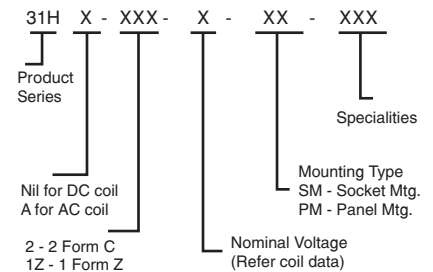 31H X - XXX - X - XX - XXX
Product
Series
Specialities
Nil for DC coil
A for AC coil
Mounting Type
SM - Socket Mtg.
PM - Panel Mtg.
2 - 2 Form C
1Z - 1 Form Z
Nominal Voltage
(Refer coil data)